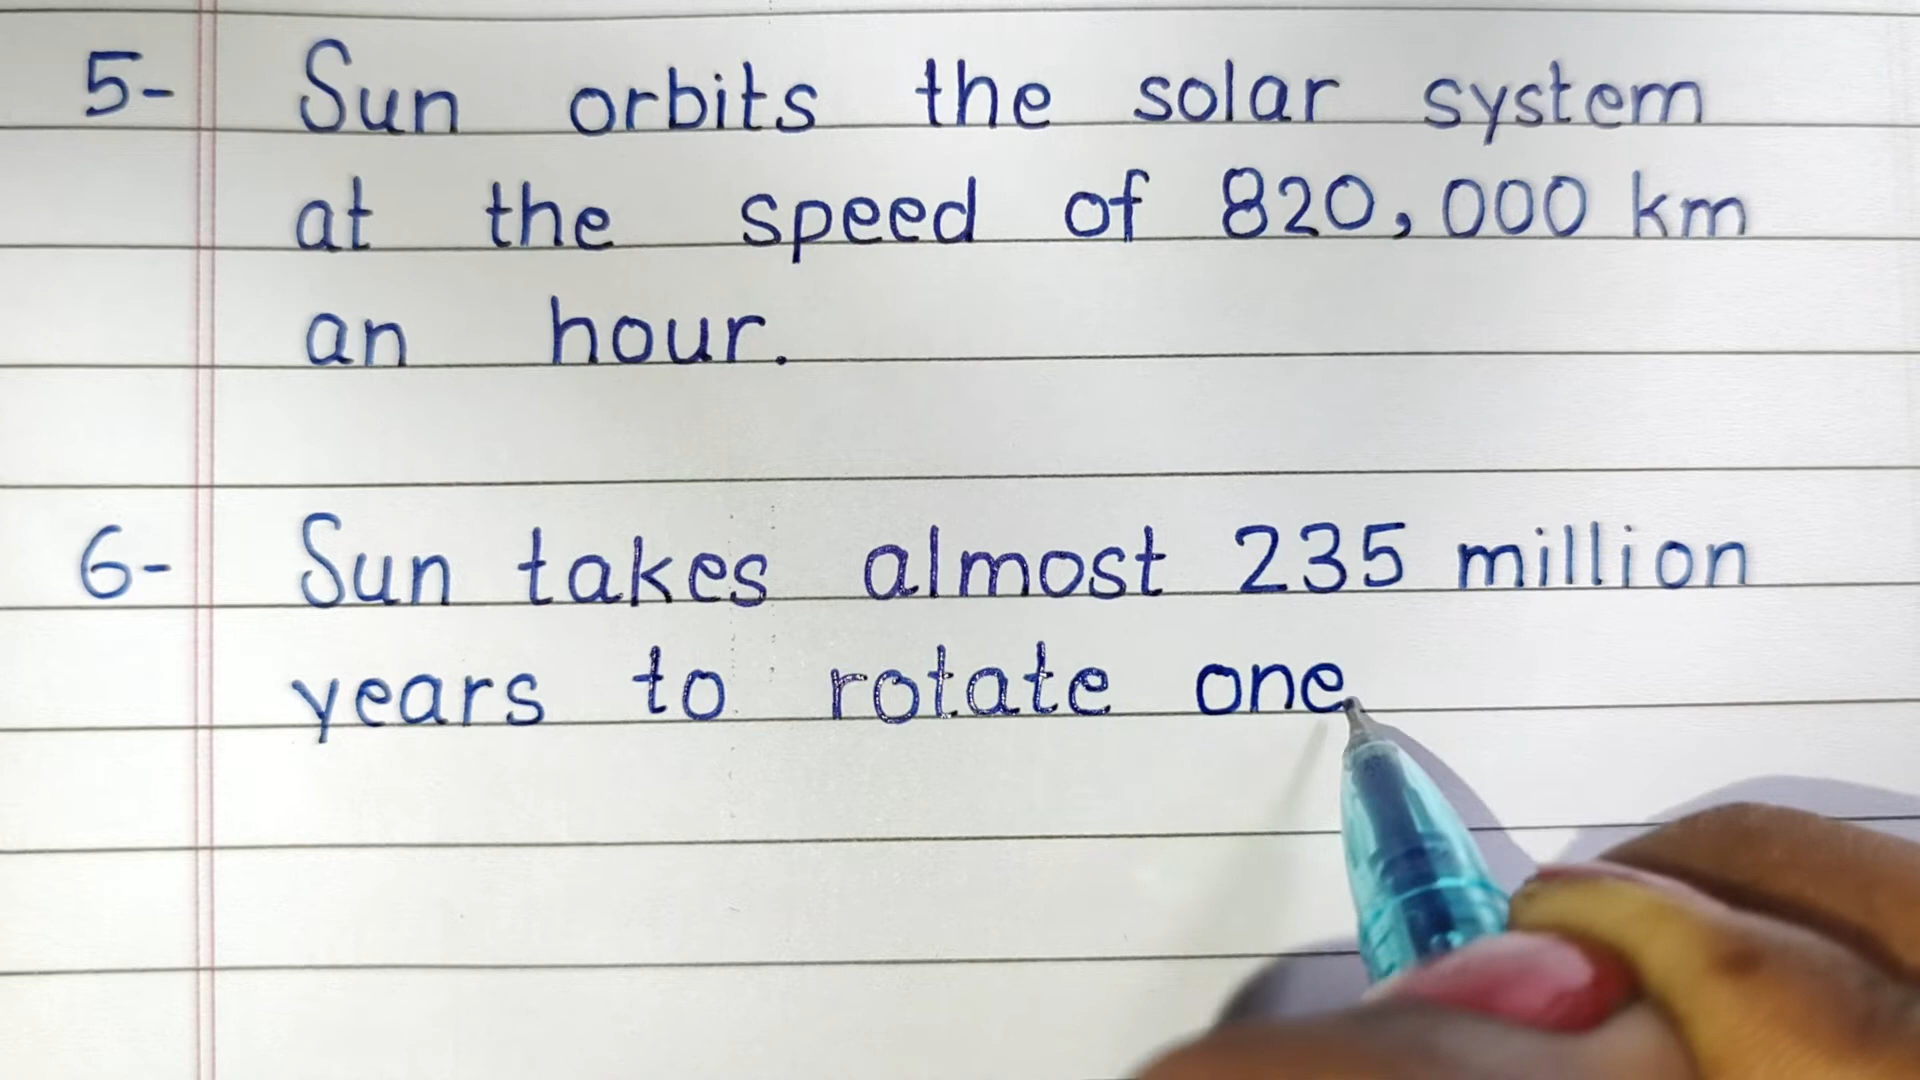 5- Sun orbits the solar system
at the speed of 820,000 km
an hour.
6- Sun takes almost 235 million
years to rotate one